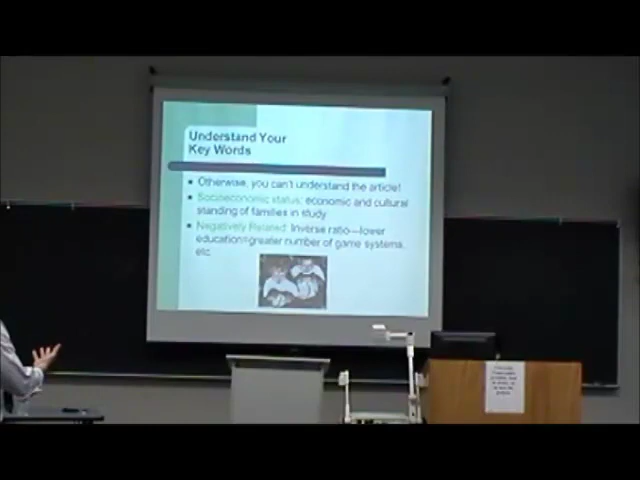 Understand Your
Key Words
Otherwise, you can't understand the article!
Socioeconomic status: economic and cultural
standing of families in study
Negatively Related: Inverse ratio—lower
education=greater number of game systems,
etc